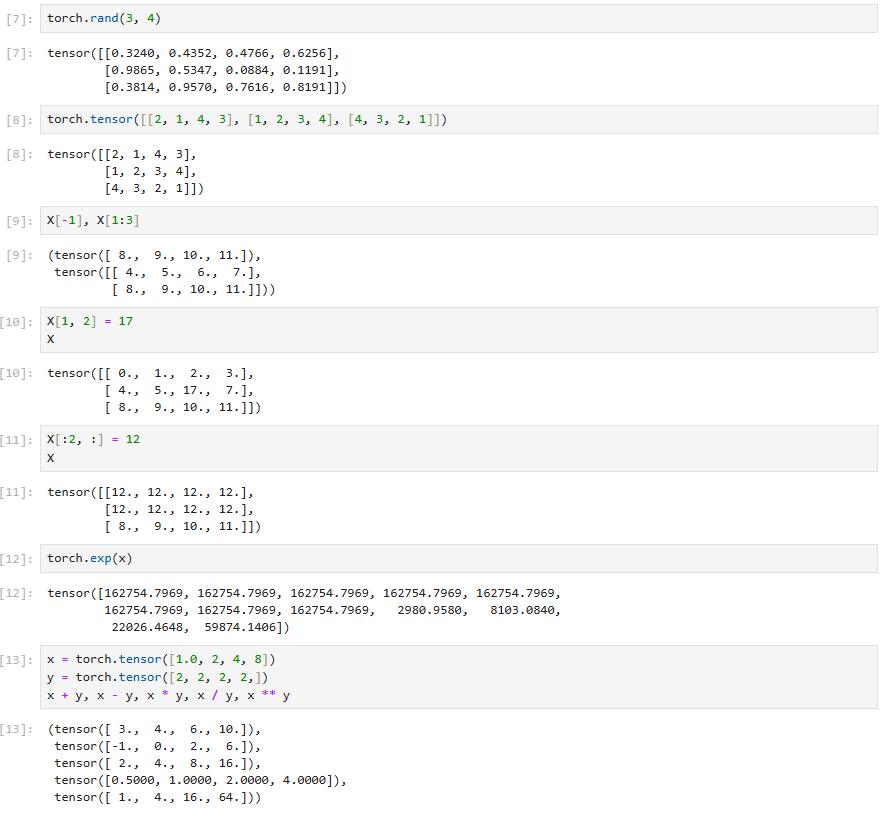 [7]: torch.rand(3, 4)
[7]: tensor([[0.3240, 0.4352, 0.4766, 0.6256],
[0.9865, 0.5347, 0.0884, 0.1191],
[0.3814, 0.9570, 0.7616, 0.8191]])
[8]: torch.tensor([[2, 1, 4, 3], [1, 2, 3, 4], [4, 3, 2, 1]])
[8]: tensor([[2, 1, 4, 3],
[1, 2, 3, 4],
[4, 3, 2, 1]])
[9]: X[-1], X[1:3]
[9]: (tensor([ 8., 9., 10., 11.]),
tensor([[ 4., 5., 6., 7.],
[ 8., 9., 10., 11.]]))
[10]: X[1, 2] = 17
X
[10]: tensor([[ 0., 1., 2., 3.],
[ 4., 5., 17., 7.],
[ 8., 9., 10., 11.]])
[11]: X[:2, :] = 12
X
[11]: tensor([[12., 12., 12., 12.],
[12., 12., 12., 12.],
[ 8., 9., 10., 11.]])
[12]: torch.exp(x)
[12]: tensor([162754.7969, 162754.7969, 162754.7969, 162754.7969, 162754.7969,
162754.7969, 162754.7969, 162754.7969, 2980.9580, 8103.0840,
22026.4648, 59874.1406])
[13]: x = torch.tensor([1.0, 2, 4, 8])
y = torch.tensor([2, 2, 2, 2,])
x + y, x - y, x * y, x / y, x ** y
[13]: (tensor([ 3., 4., 6., 10.]),
tensor([-1., 0., 2., 6.]),
tensor([ 2., 4., 8., 16.]),
tensor([0.5000, 1.0000, 2.0000, 4.0000]),
tensor([ 1., 4., 16., 64.]))